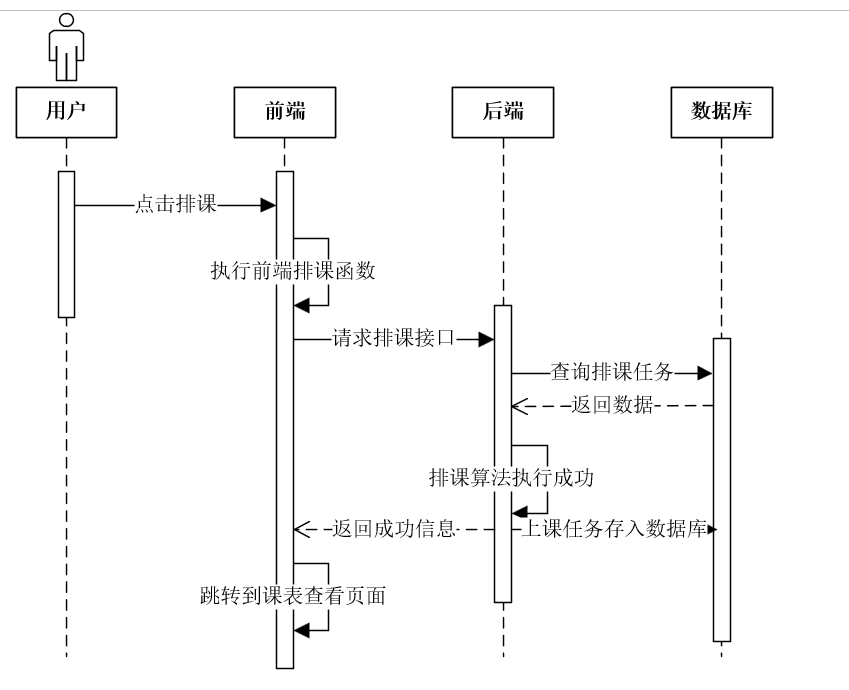 用户
前端
后端
数据库
点击排课
执行前端排课函数
请求排课接口
查询排课任务
返回数据
排课算法执行成功
返回成功信息
上课任务存入数据库
跳转到课表查看页面